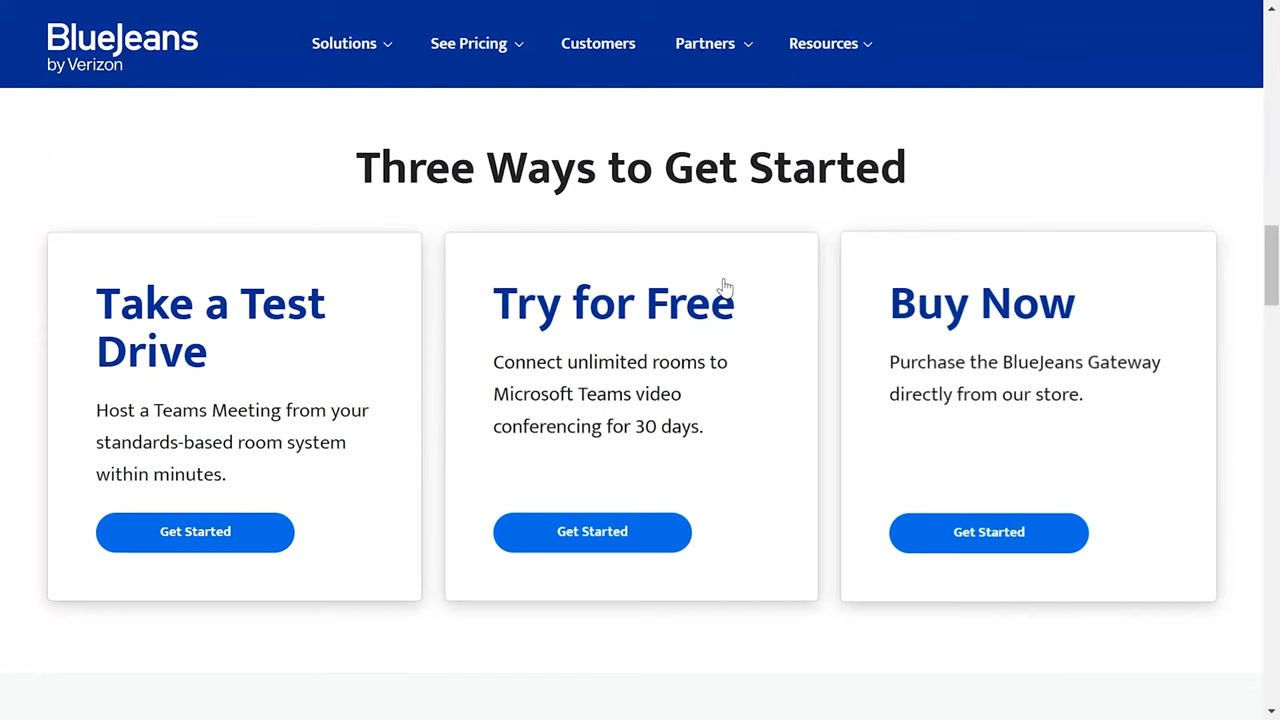 BlueJeans
by Verizon
Solutions
See Pricing
Customers
Partners
Resources
Three Ways to Get Started
Take a Test
Drive
Host a Teams Meeting from your
standards-based room system
within minutes.
Get Started
Try for Free
Connect unlimited rooms to
Microsoft Teams video
conferencing for 30 days.
Get Started
Buy Now
Purchase the BlueJeans Gateway
directly from our store.
Get Started